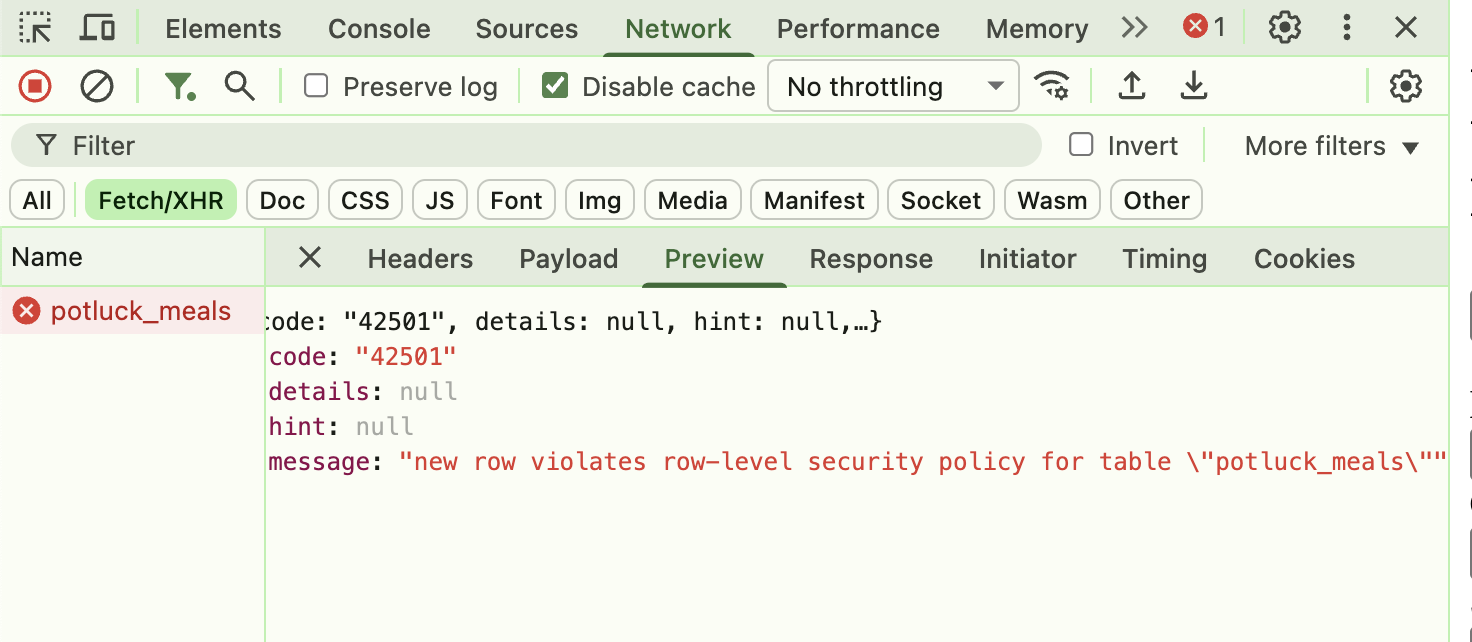 Elements Console Sources Network Performance Memory 1
Preserve log Disable cache No throttling
Filter Invert More filters
All Fetch/XHR Doc CSS JS Font Img Media Manifest Socket Wasm Other
Name Headers Payload Preview Response Initiator Timing Cookies
potluck_meals code: "42501", details: null, hint: null,…}
code: "42501"
details: null
hint: null
message: "new row violates row-level security policy for table \"potluck_meals\""